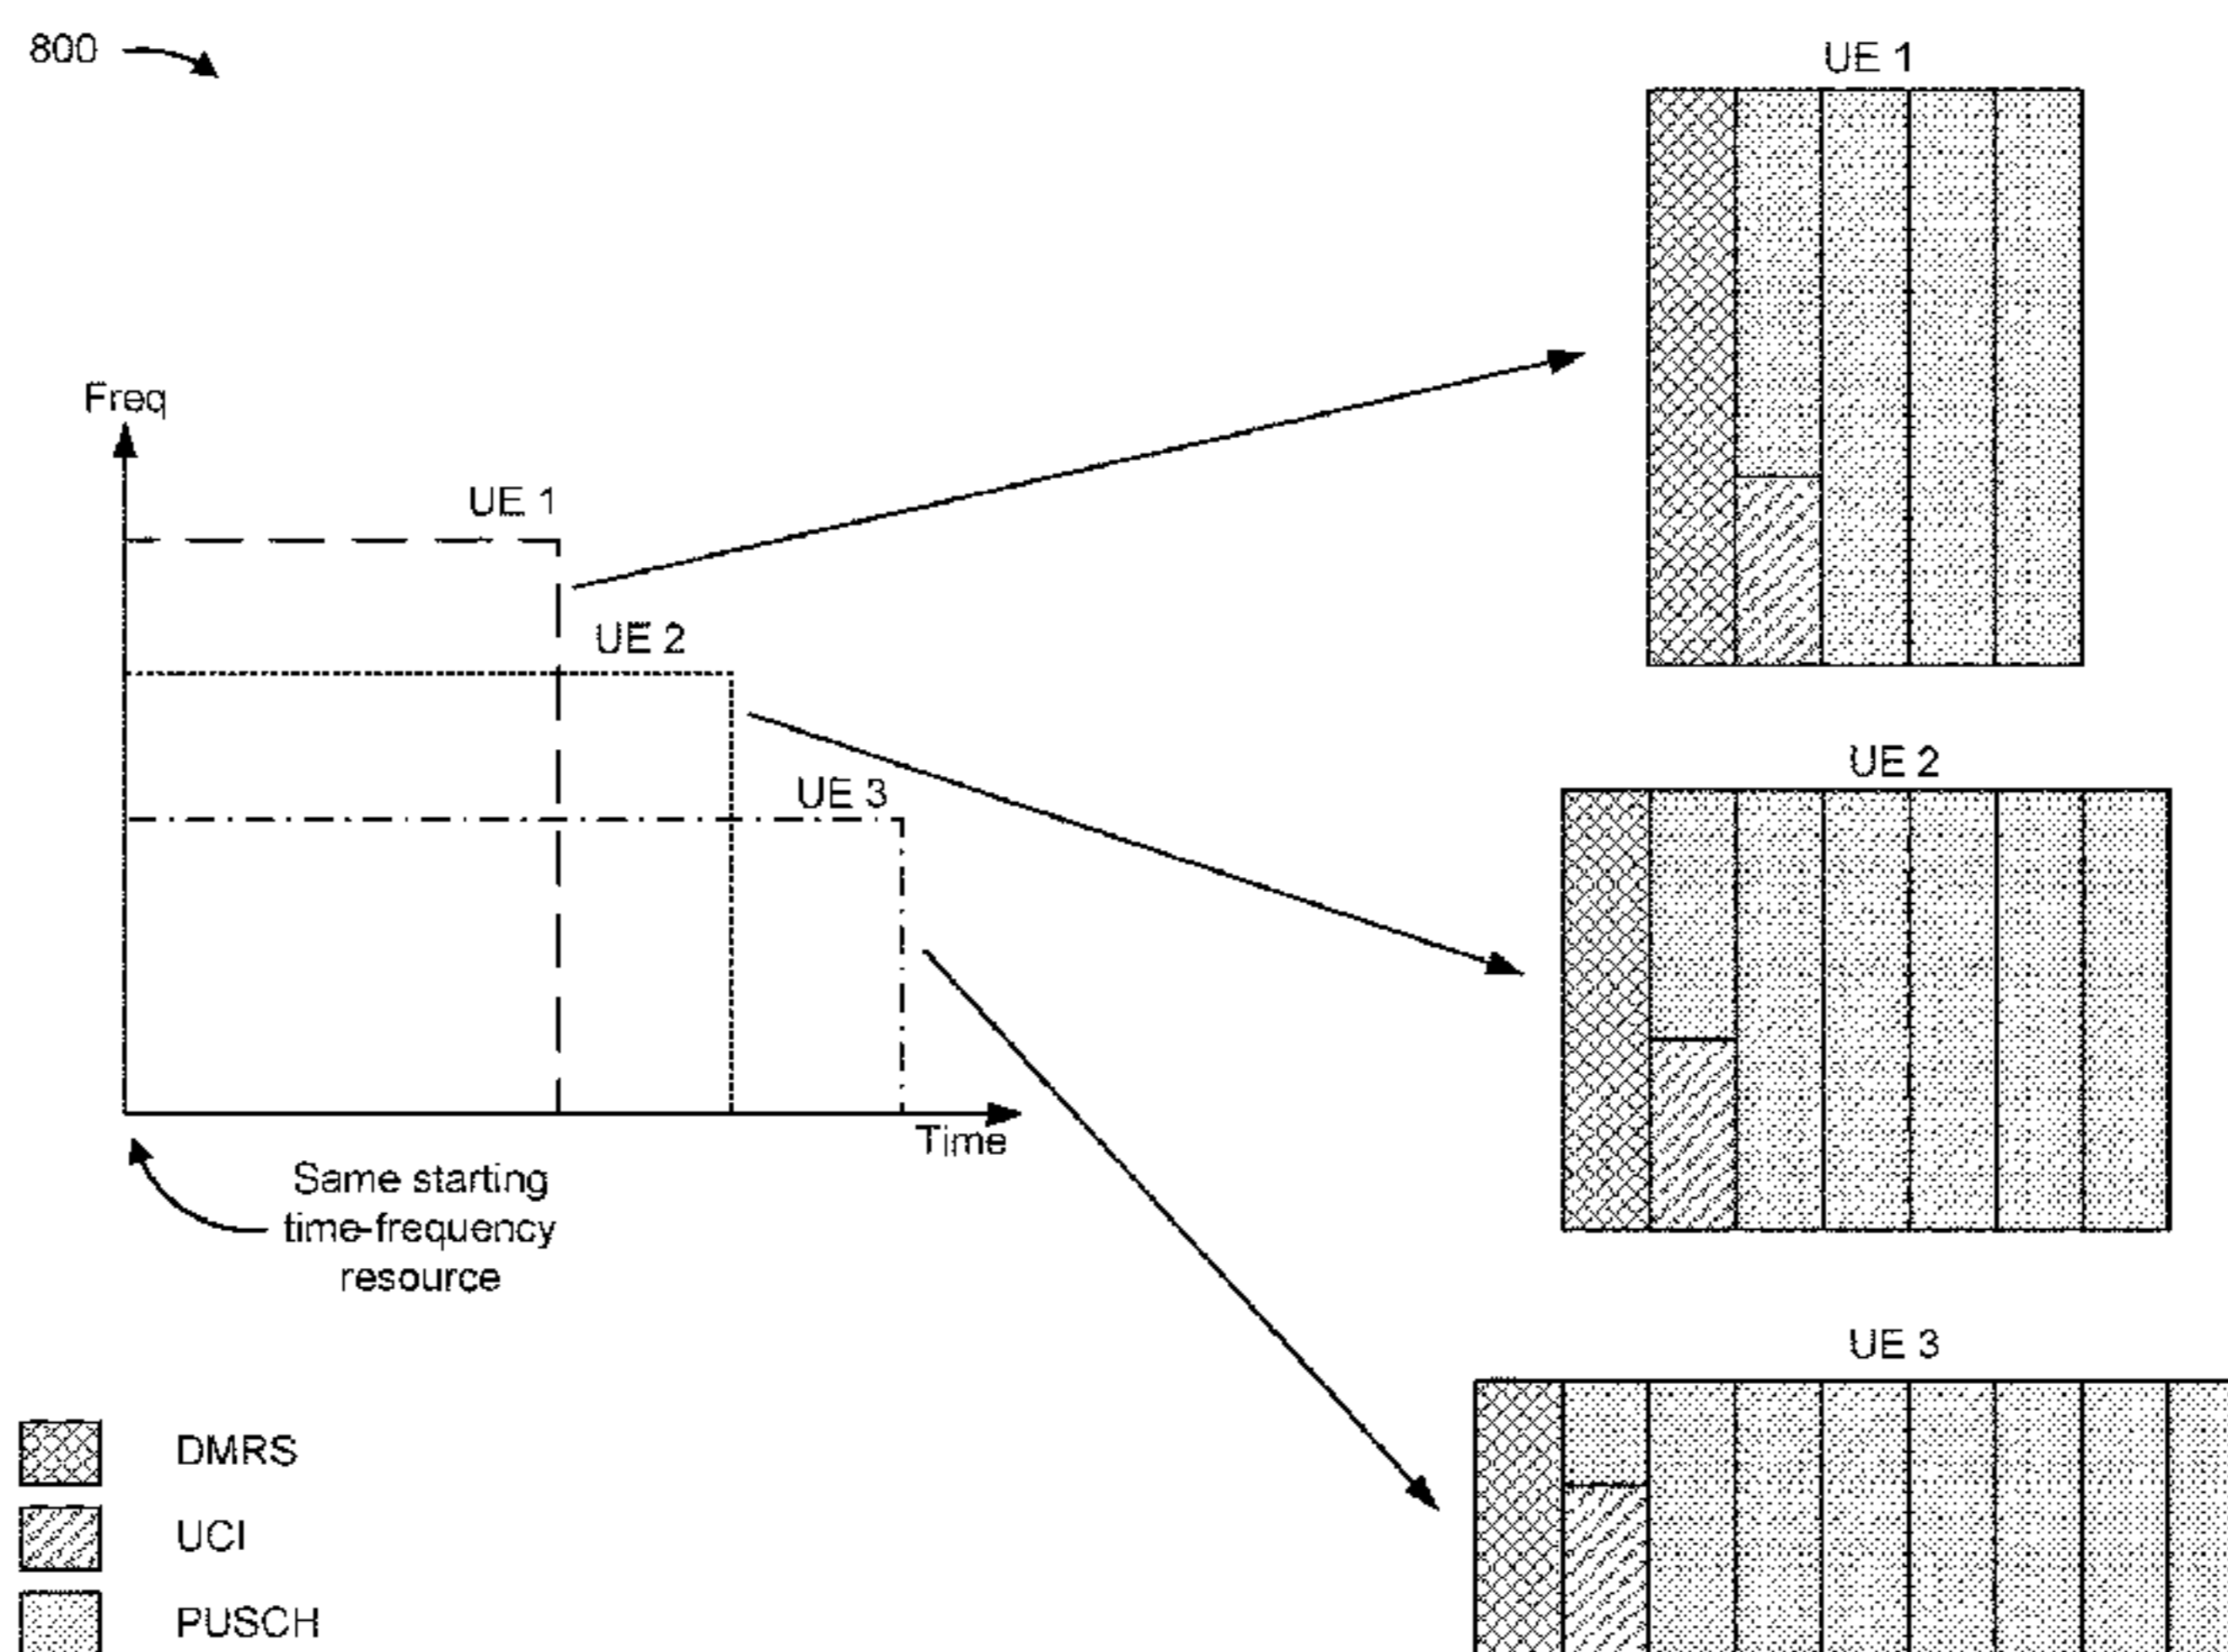 800
UE 1
Freq
UE 1
UE 2
UE 3
Time
Same starting
time-frequency
resource
UE 2
UE 3
DMRS
UCI
PUSCH